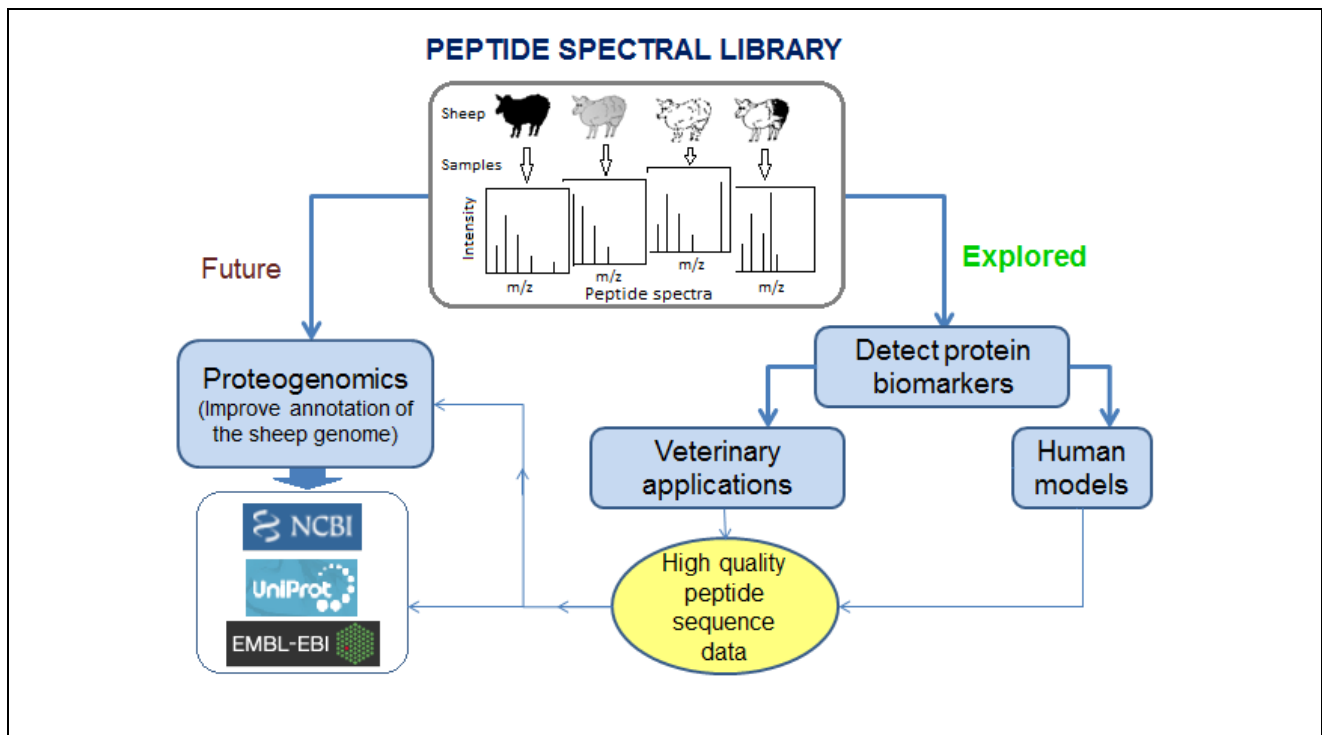 PEPTIDE SPECTRAL LIBRARY
Sheep
Samples
Intensity
m/z
m/z
m/z
m/z
Peptide spectra
Future
Explored
Proteogenomics
(Improve annotation of
the sheep genome)
Detect protein
biomarkers
Veterinary
applications
Human
models
NCBI
UniProt
EMBL-EBI
High quality
peptide
sequence
data